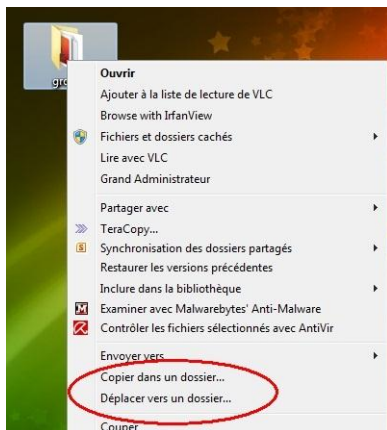 Ouvrir
Ajouter à la liste de lecture de VLC
Browse with IrfanView
Fichiers et dossiers cachés
Lire avec VLC
Grand Administrateur
Partager avec
TeraCopy...
Synchronisation des dossiers partagés
Restaurer les versions précédentes
Inclure dans la bibliothèque
Examiner avec Malwarebytes' Anti-Malware
Contrôler les fichiers sélectionnés avec AntiVir
Envoyer vers
Copier dans un dossier...
Déplacer vers un dossier...
Couper